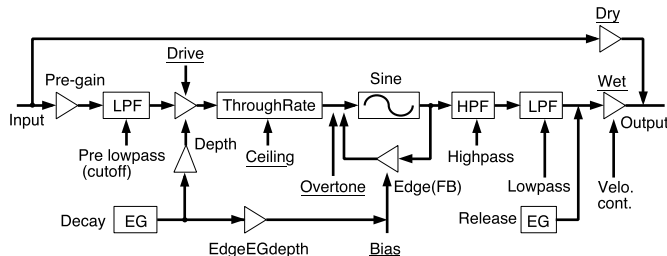 Dry
Drive
Pre-gain
Sine
Wet
LPF
ThroughRate
HPF
LPF
Input
Output
Depth
Pre lowpass
(cutoff)
Ceiling
Overtone
Edge(FB)
Highpass
Lowpass
Velo.
cont.
Decay
EG
EdgeEGdepth
Bias
Release
EG